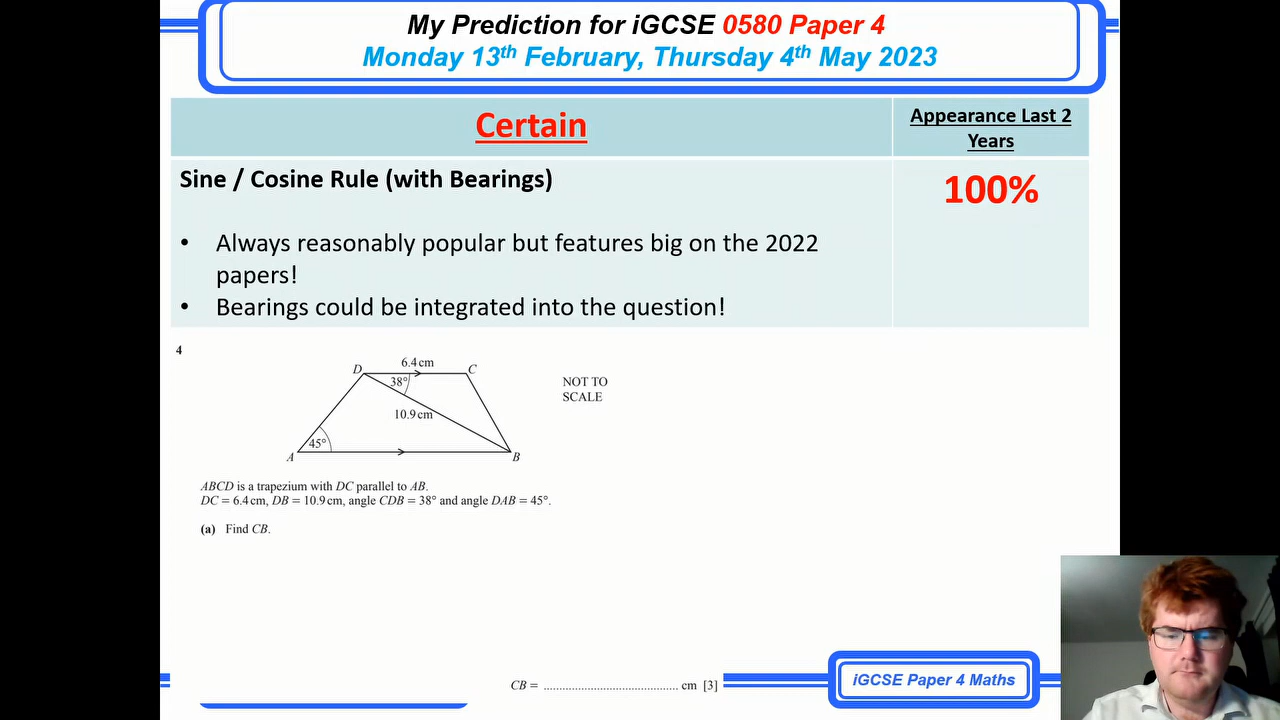 My Prediction for iGCSE 0580 Paper 4
Monday 13th February, Thursday 4th May 2023
Certain
Appearance Last 2
Years
Sine / Cosine Rule (with Bearings)
100%
• Always reasonably popular but features big on the 2022
papers!
• Bearings could be integrated into the question!
4
6.4 cm
D
C
38°
NOT TO
SCALE
10.9 cm
45°
A
B
ABCD is a trapezium with DC parallel to AB.
DC = 6.4 cm, DB = 10.9 cm, angle CDB = 38° and angle DAB = 45°.
(a) Find CB.
CB = ............................................ cm [3]
iGCSE Paper 4 Maths